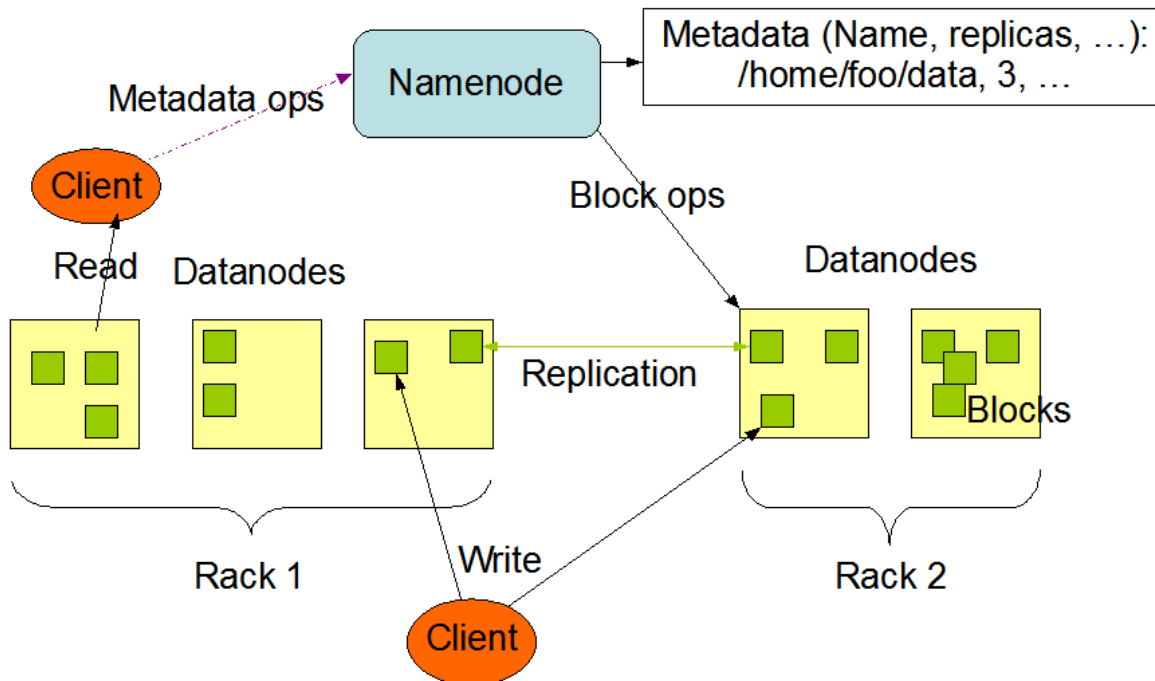 Metadata (Name, replicas, …):
/home/foo/data, 3, …
Namenode
Metadata ops
Client
Block ops
Read
Datanodes
Datanodes
Replication
Blocks
Rack 1
Write
Rack 2
Client